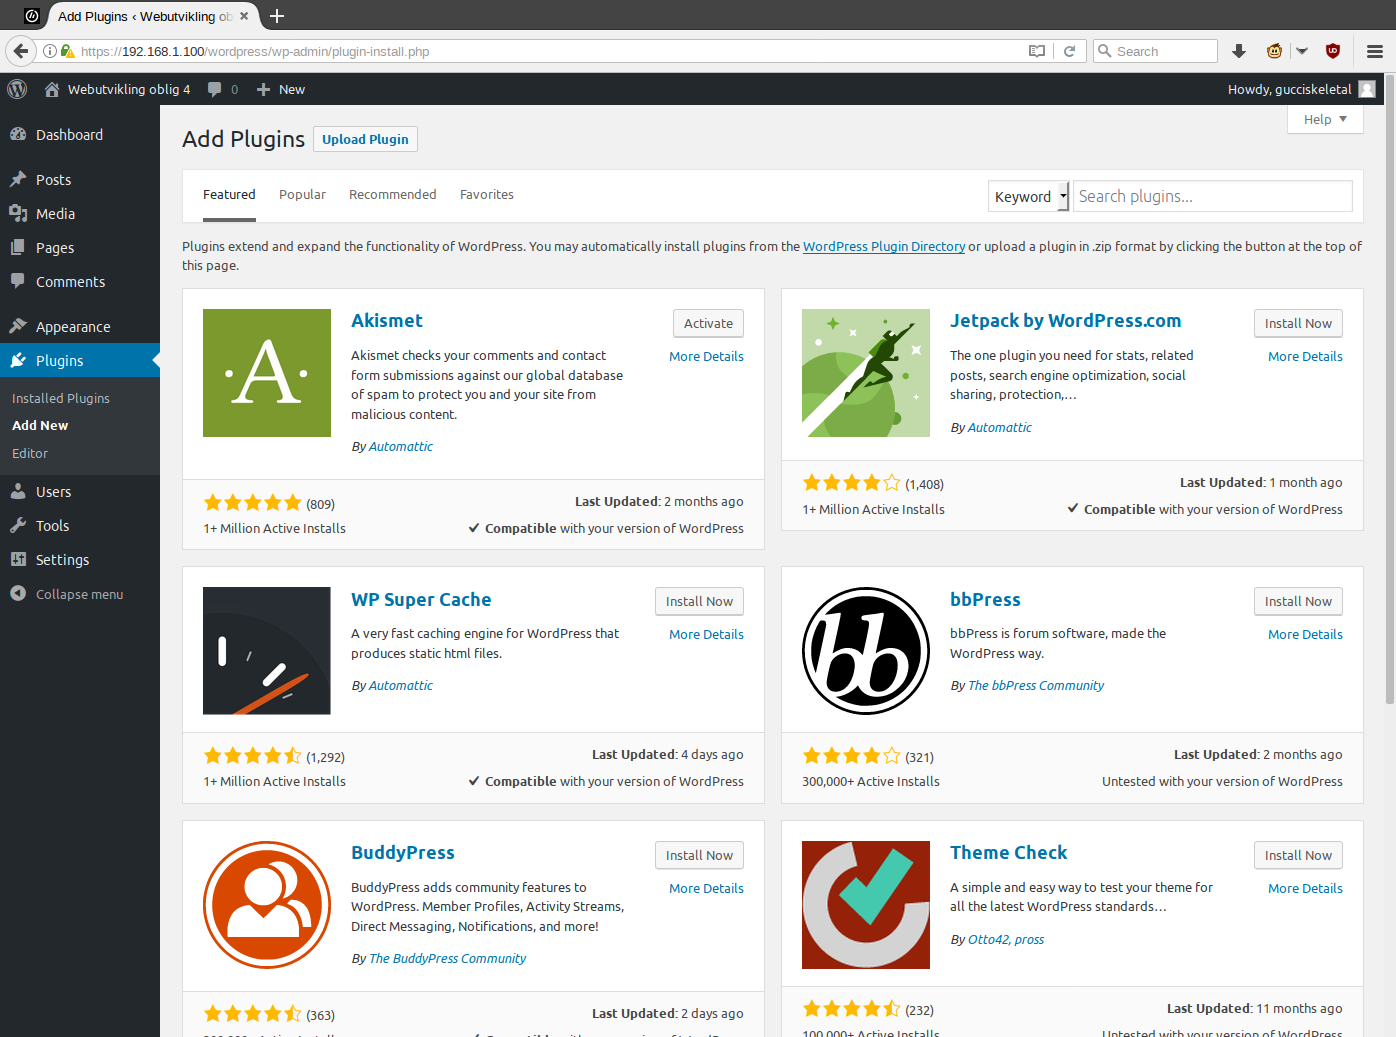 Add Plugins ‹ Webutvikling ob
https://192.168.1.100/wordpress/wp-admin/plugin-install.php
Search
Webutvikling oblig 4
0
New
Howdy, gucciskeletal
Dashboard
Posts
Media
Pages
Comments
Appearance
Plugins
Installed Plugins
Add New
Editor
Users
Tools
Settings
Collapse menu
Help
Add Plugins
Upload Plugin
Featured
Popular
Recommended
Favorites
Keyword
Search plugins...
Plugins extend and expand the functionality of WordPress. You may automatically install plugins from the WordPress Plugin Directory or upload a plugin in .zip format by clicking the button at the top of
this page.
A
Akismet
Activate
More Details
Akismet checks your comments and contact
form submissions against our global database
of spam to protect you and your site from
malicious content.
By Automattic
(809)
Last Updated: 2 months ago
1+ Million Active Installs
Compatible with your version of WordPress
Jetpack by WordPress.com
Install Now
More Details
The one plugin you need for stats, related
posts, search engine optimization, social
sharing, protection,…
By Automattic
(1,408)
Last Updated: 1 month ago
1+ Million Active Installs
Compatible with your version of WordPress
WP Super Cache
Install Now
More Details
A very fast caching engine for WordPress that
produces static html files.
By Automattic
(1,292)
Last Updated: 4 days ago
1+ Million Active Installs
Compatible with your version of WordPress
bb
bbPress
Install Now
More Details
bbPress is forum software, made the
WordPress way.
By The bbPress Community
(321)
Last Updated: 2 months ago
300,000+ Active Installs
Untested with your version of WordPress
BuddyPress
Install Now
More Details
BuddyPress adds community features to
WordPress. Member Profiles, Activity Streams,
Direct Messaging, Notifications, and more!
By The BuddyPress Community
(363)
Last Updated: 2 days ago
Theme Check
Install Now
More Details
A simple and easy way to test your theme for
all the latest WordPress standards…
By Otto42, pross
(232)
Last Updated: 11 months ago
100,000+ Active Installs
Untested with your version of WordPress